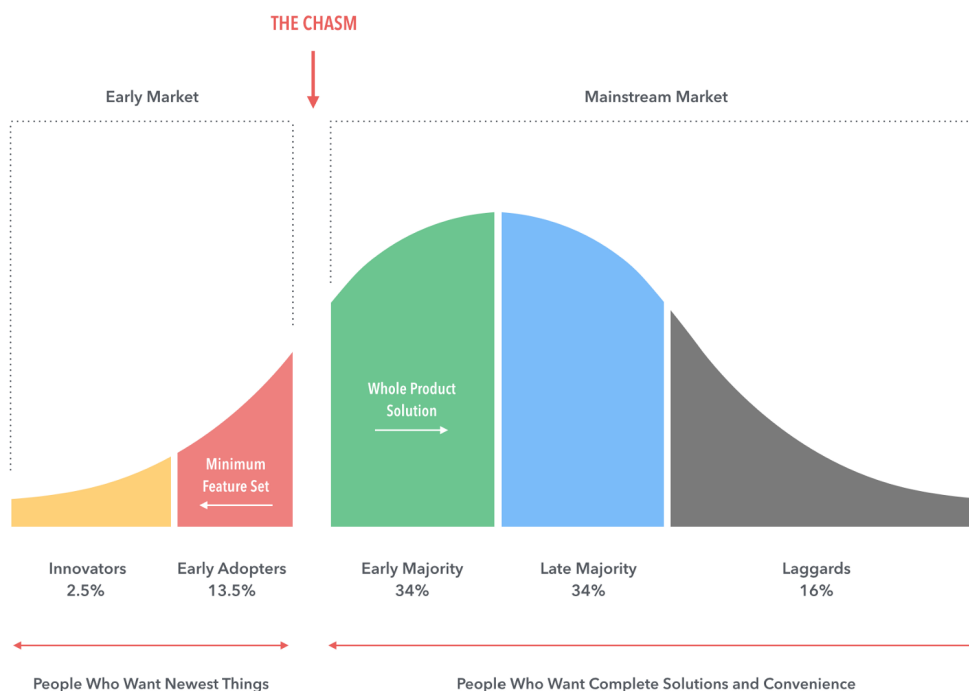 THE CHASM
Early Market
Mainstream Market
Whole Product
Solution
Minimum
Feature Set
Innovators
2.5%
Early Adopters
13.5%
Early Majority
34%
Late Majority
34%
Laggards
16%
People Who Want Newest Things
People Who Want Complete Solutions and Convenience